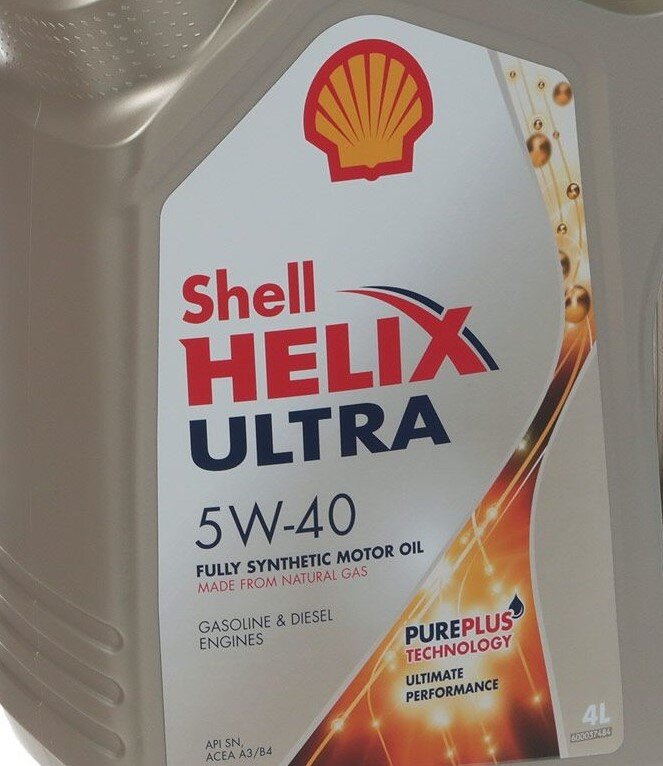 Shell
HELIX
ULTRA
5W-40
FULLY SYNTHETIC MOTOR OIL
MADE FROM NATURAL GAS
GASOLINE & DIESEL
ENGINES
PUREPLUS
TECHNOLOGY
ULTIMATE
PERFORMANCE
API SN,
ACEA A3/B4
4L
600037484